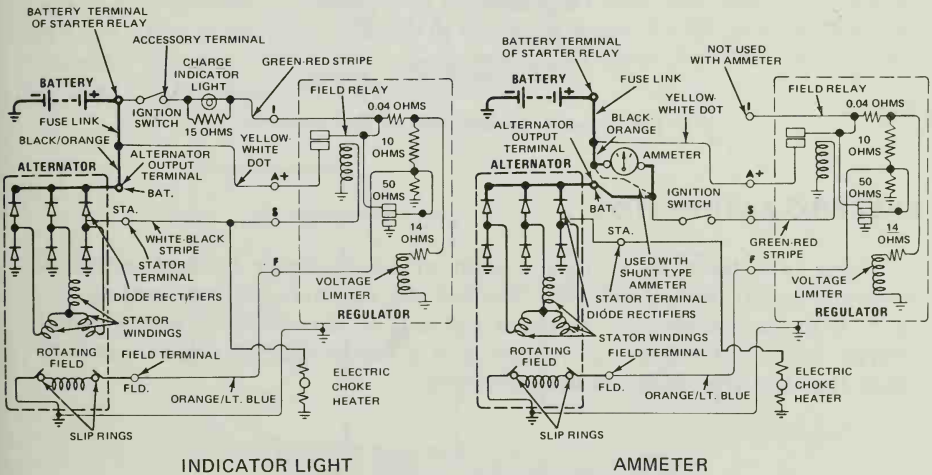 BATTERY TERMINAL
OF STARTER RELAY
ACCESSORY TERMINAL
CHARGE
INDICATOR
LIGHT
GREEN-RED STRIPE
BATTERY
- +
FIELD RELAY
I
0.04 OHMS
IGNITION
SWITCH
15 OHMS
FUSE LINK
YELLOW-
WHITE
DOT
10
OHMS
BLACK/ORANGE
ALTERNATOR
OUTPUT
TERMINAL
ALTERNATOR
A+
BAT.
50
OHMS
STA.
S
WHITE-BLACK
STRIPE
14
OHMS
STATOR
TERMINAL
F
DIODE RECTIFIERS
VOLTAGE
LIMITER
STATOR
WINDINGS
REGULATOR
ROTATING
FIELD
FIELD TERMINAL
FLD.
ELECTRIC
CHOKE
HEATER
ORANGE/LT. BLUE
SLIP RINGS
INDICATOR LIGHT
BATTERY TERMINAL
OF STARTER RELAY
NOT USED
WITH AMMETER
BATTERY
- +
FUSE LINK
FIELD RELAY
YELLOW-
WHITE DOT
I
0.04 OHMS
BLACK-
ORANGE
ALTERNATOR
OUTPUT
TERMINAL
AMMETER
10
OHMS
ALTERNATOR
A+
IGNITION
SWITCH
50
OHMS
BAT.
S
STA.
14
OHMS
GREEN-RED
STRIPE
F
USED WITH
SHUNT TYPE
AMMETER
VOLTAGE
LIMITER
STATOR TERMINAL
DIODE RECTIFIERS
REGULATOR
STATOR WINDINGS
ROTATING
FIELD
FIELD TERMINAL
FLD.
ELECTRIC
CHOKE
HEATER
ORANGE/LT. BLUE
SLIP RINGS
AMMETER